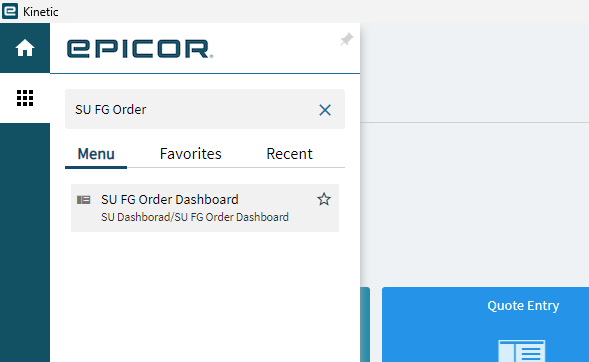 Kinetic
EPICOR
SU FG Order
Menu Favorites Recent
SU FG Order Dashboard
SU Dashborad/SU FG Order Dashboard
Quote Entry